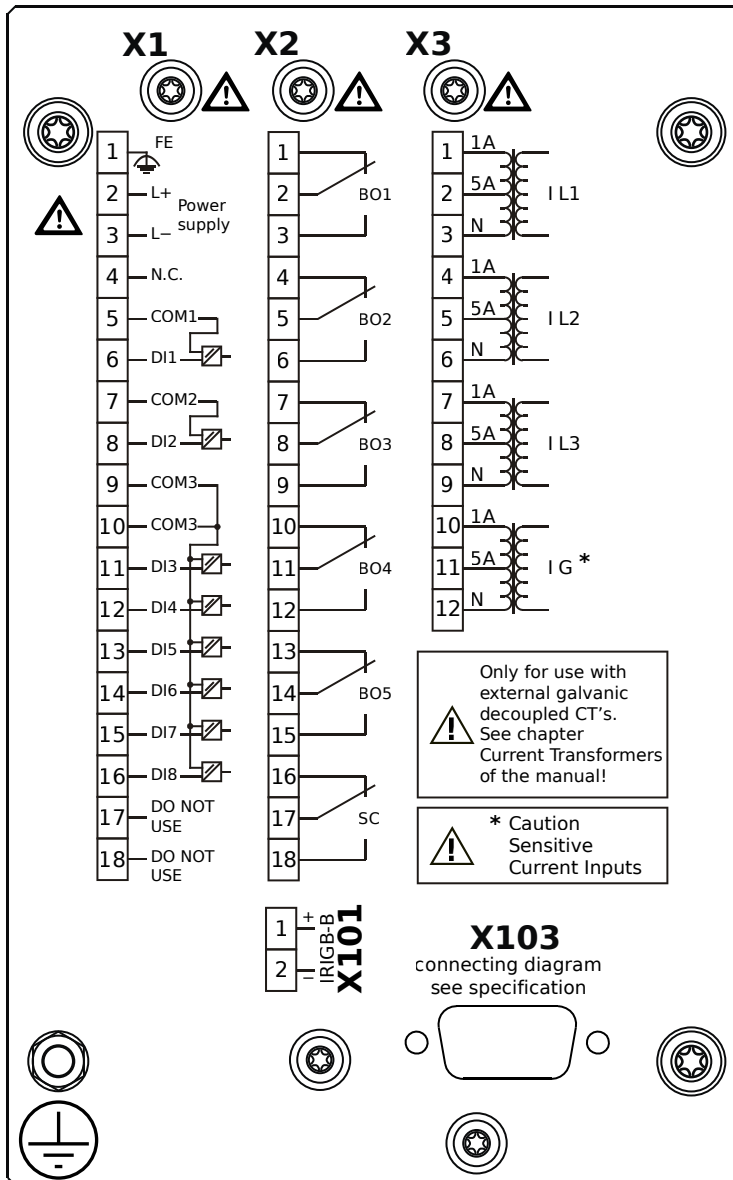 X1
X2
X3
1
FE
2
L+
Power
supply
3
L−
4
N.C.
5
COM1
6
DI1
7
COM2
8
DI2
9
COM3
10
COM3
11
DI3
12
DI4
13
DI5
14
DI6
15
DI7
16
DI8
17
DO NOT
USE
18
DO NOT
USE
1
2
BO1
3
4
5
BO2
6
7
8
BO3
9
10
11
BO4
12
13
14
BO5
15
16
17
SC
18
1
1A
2
5A
I L1
3
N
4
1A
5
5A
I L2
6
N
7
1A
8
5A
I L3
9
N
10
1A
11
5A
I G *
12
N
Only for use with
external galvanic
decoupled CT's.
See chapter
Current Transformers
of the manual!
* Caution
Sensitive
Current Inputs
1 +
2 −
IRIGB-B
X101
X103
connecting diagram
see specification